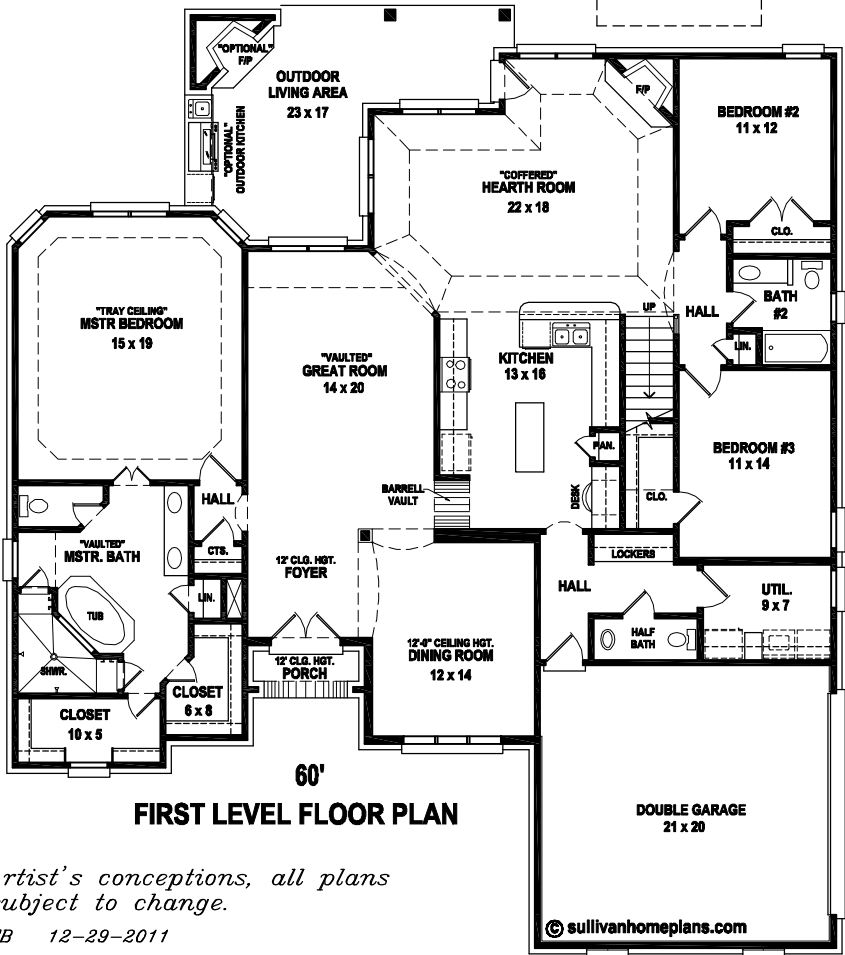 "OPTIONAL"
F/P
OUTDOOR
LIVING AREA
23 x 17
"OPTIONAL"
OUTDOOR KITCHEN
F/P
BEDROOM #2
11 x 12
"COFFERED"
HEARTH ROOM
22 x 18
CLO.
"TRAY CEILING"
MSTR BEDROOM
15 x 19
UP
HALL
BATH
#2
LIN.
"VAULTED"
GREAT ROOM
14 x 20
KITCHEN
13 x 16
PAN.
BEDROOM #3
11 x 14
BARRELL
VAULT
DESK
CLO.
HALL
CTS.
"VAULTED"
MSTR. BATH
LOCKERS
12' CLG. HGT.
FOYER
HALL
UTIL.
9 x 7
LIN.
TUB
HALF
BATH
12'-0" CEILING HGT.
DINING ROOM
12 x 14
SHWR.
12' CLG. HGT.
PORCH
CLOSET
6 x 8
CLOSET
10 x 5
60'
FIRST LEVEL FLOOR PLAN
DOUBLE GARAGE
21 x 20
rtist's conceptions, all plans
ubject to change.
B 12-29-2011
© sullivanhomeplans.com